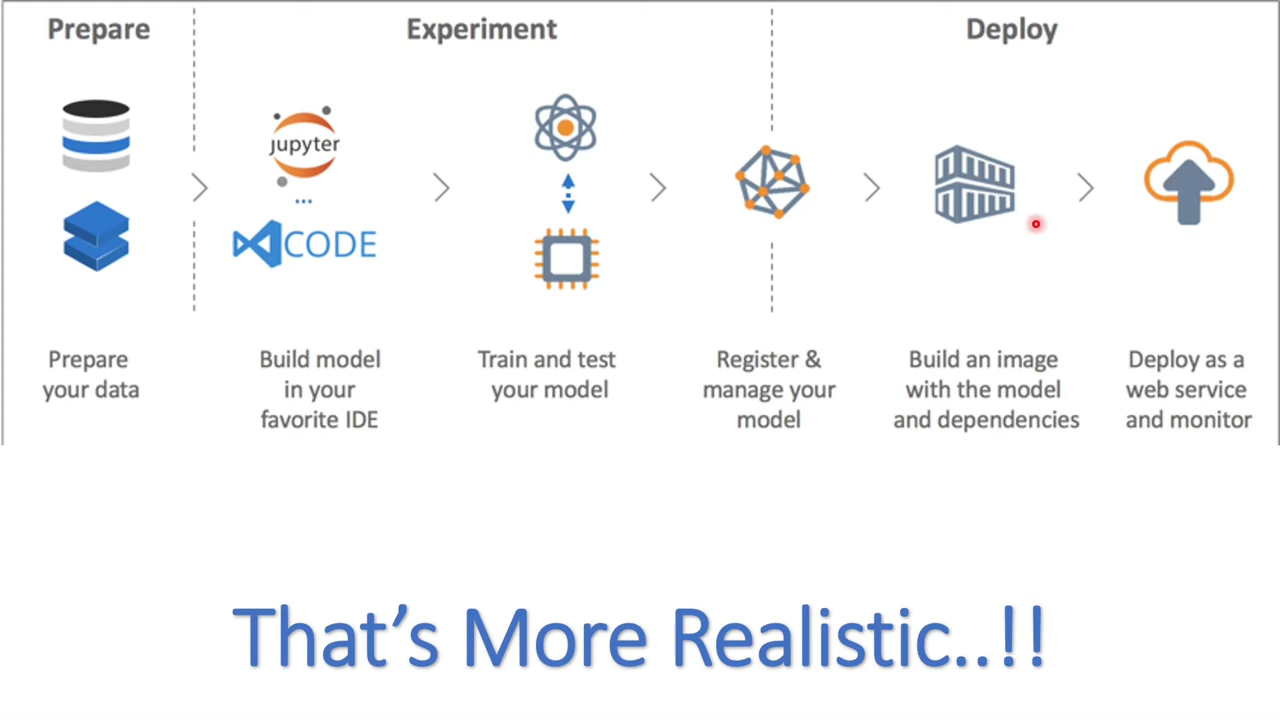 Prepare
Experiment
Deploy
jupyter
...
CODE
Prepare
your data
Build model
in your
favorite IDE
Train and test
your model
Register &
manage your
model
Build an image
with the model
and dependencies
Deploy as a
web service
and monitor
That's More Realistic..!!